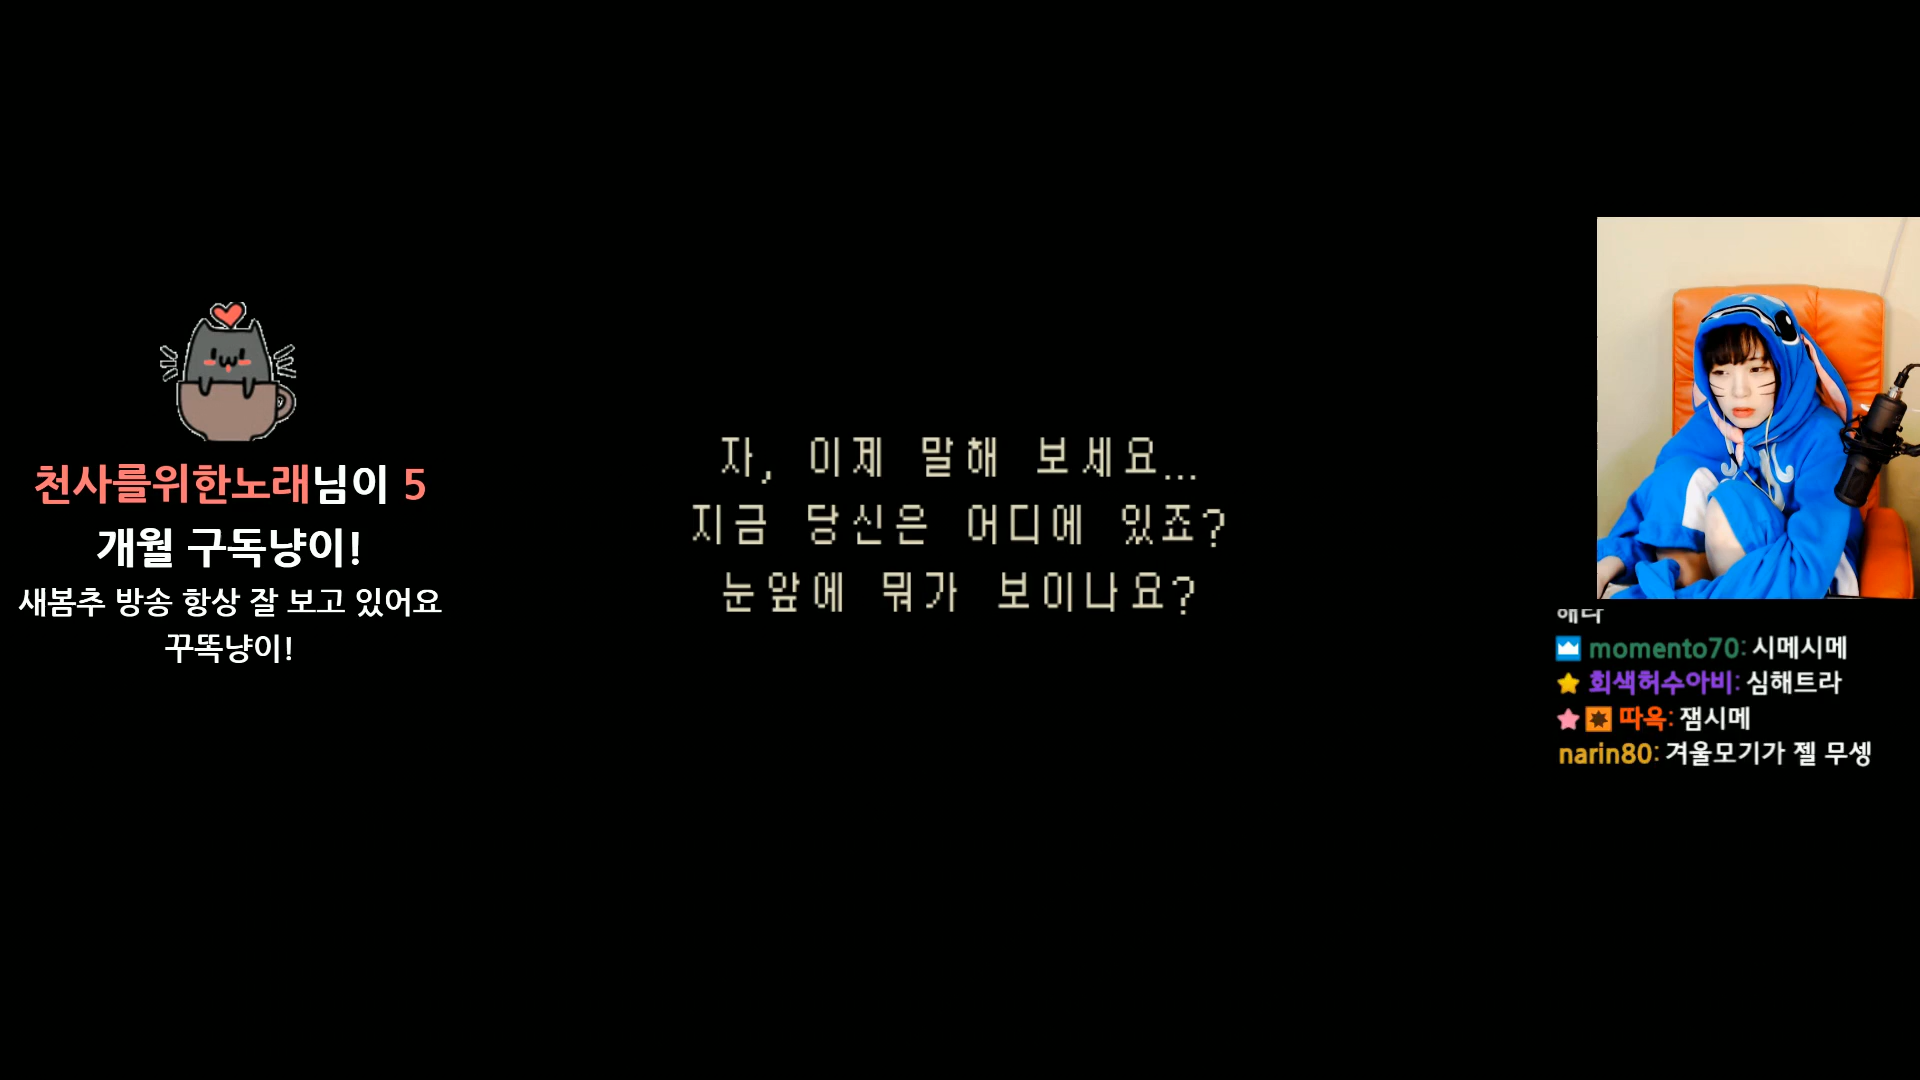 천사를위한노래님이 5
개월 구독냥이!
새봄추 방송 항상 잘 보고 있어요
꾸똑냥이!
자, 이제 말해 보세요...
지금 당신은 어디에 있죠?
눈앞에 뭐가 보이나요?
momento70: 시메시메
회색허수아비: 심해트라
따옥: 잼시메
narin80: 겨울모기가 젤 무셍